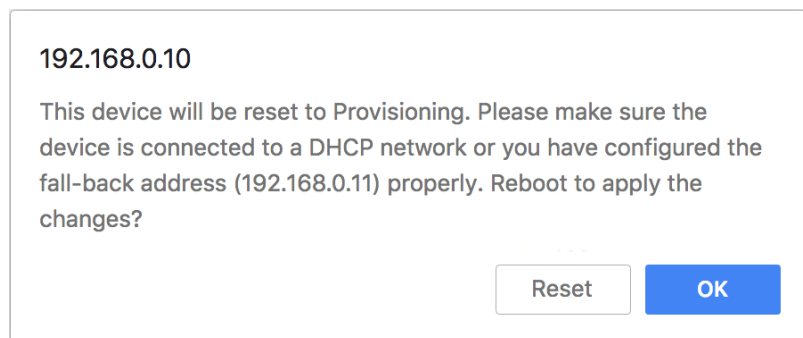 192.168.0.10
This device will be reset to Provisioning. Please make sure the
device is connected to a DHCP network or you have configured the
fall-back address (192.168.0.11) properly. Reboot to apply the
changes?
Reset
OK